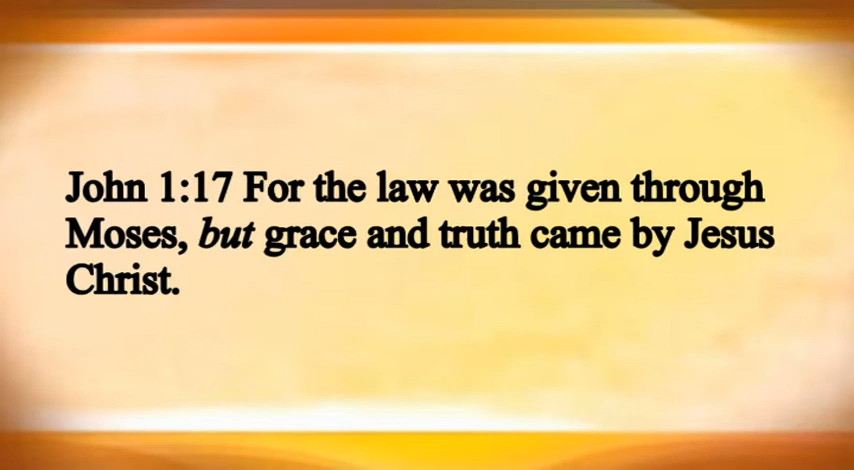 John 1:17 For the law was given through
Moses, but grace and truth came by Jesus
Christ.